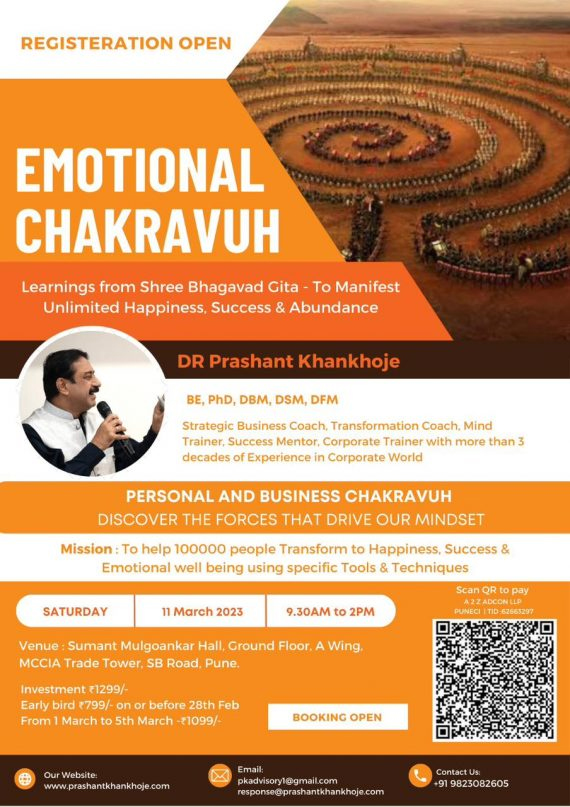 REGISTERATION OPEN
EMOTIONAL
CHAKRAVUH
Learnings from Shree Bhagavad Gita - To Manifest
Unlimited Happiness, Success & Abundance
DR Prashant Khankhoje
BE, PhD, DBM, DSM, DFM
Strategic Business Coach, Transformation Coach, Mind
Trainer, Success Mentor, Corporate Trainer with more than 3
decades of Experience in Corporate World
PERSONAL AND BUSINESS CHAKRAVUH
DISCOVER THE FORCES THAT DRIVE OUR MINDSET
Mission : To help 100000 people Transform to Happiness, Success &
Emotional well being using specific Tools & Techniques
SATURDAY
11 March 2023
9.30AM to 2PM
Venue : Sumant Mulgoankar Hall, Ground Floor, A Wing,
MCCIA Trade Tower, SB Road, Pune.
Investment ₹1299/-
Early bird ₹799/- on or before 28th Feb
From 1 March to 5th March -₹1099/-
BOOKING OPEN
Scan QR to pay
A 2 Z ADCON LLP
PUNECI | TID :62663297
Our Website:
www.prashantkhankhoje.com
Email:
pkadvisory1@gmail.com
response@prashantkhankhoje.com
Contact Us:
+91 9823082605